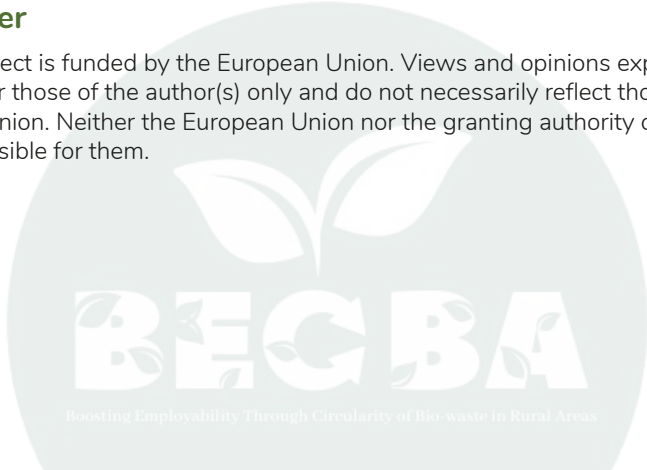 er
ect is funded by the European Union. Views and opinions exp
r those of the author(s) only and do not necessarily reflect tho
nion. Neither the European Union nor the granting authority c
sible for them.
BECBA
Boosting Employability Through Circularity of Bio-waste in Rural Areas